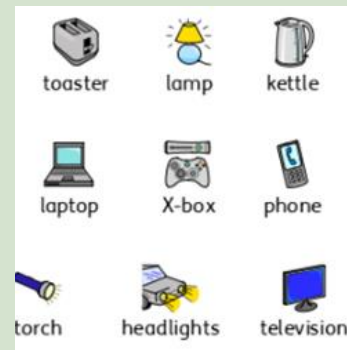 toaster lamp kettle
laptop X-box phone
torch headlights television